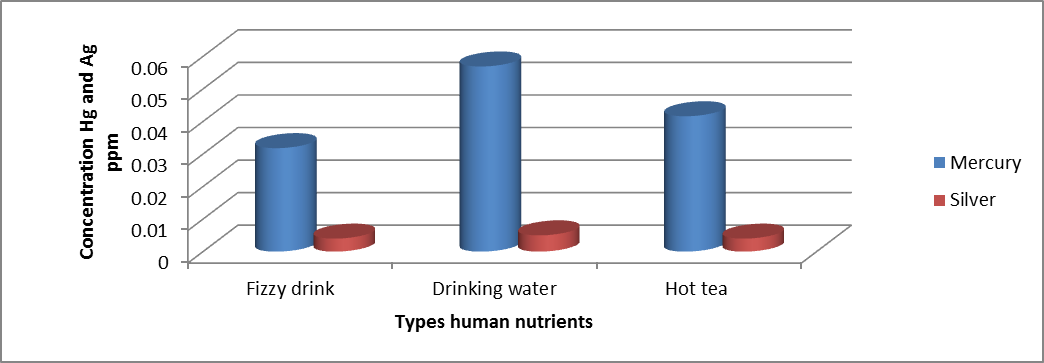 Concentration Hg and Ag
ppm
0.06
0.05
0.04
0.03
0.02
0.01
0
Fizzy drink
Drinking water
Hot tea
Types human nutrients
Mercury
Silver